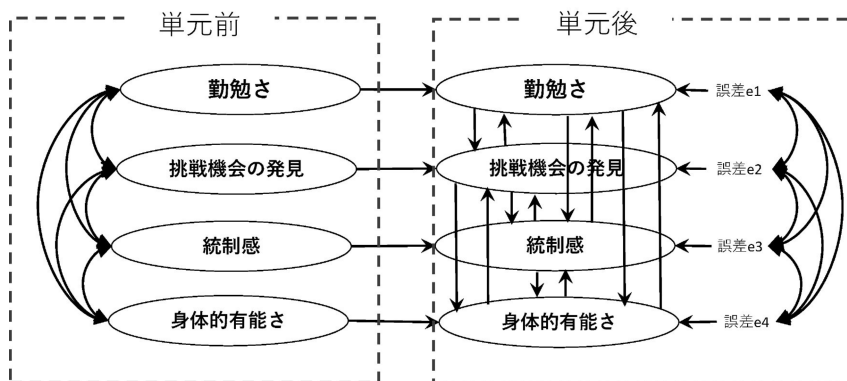 単元前
単元後
勤勉さ
勤勉さ
誤差e1
挑戦機会の発見
挑戦機会の発見
誤差e2
統制感
統制感
誤差e3
身体的有能さ
身体的有能さ
誤差e4